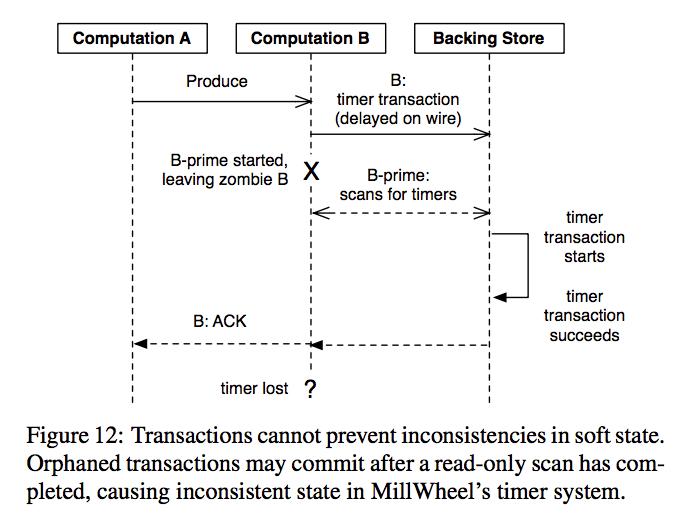 Computation A
Computation B
Backing Store
Produce
B:
timer transaction
(delayed on wire)
B-prime started,
leaving zombie B
X
B-prime:
scans for timers
timer
transaction
starts
timer
transaction
succeeds
B: ACK
timer lost
?
Figure 12: Transactions cannot prevent inconsistencies in soft state.
Orphaned transactions may commit after a read-only scan has com-
pleted, causing inconsistent state in MillWheel’s timer system.